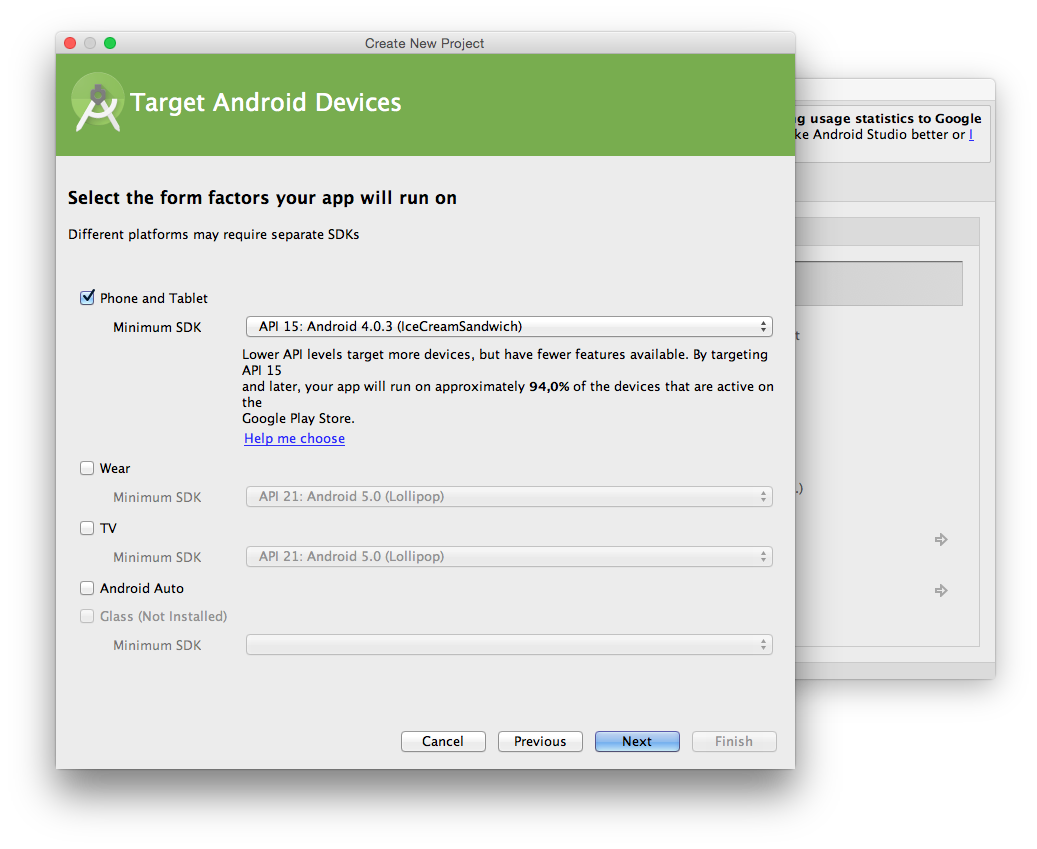 Create New Project
Target Android Devices
usage statistics to Google
Android Studio better or I
Select the form factors your app will run on
Different platforms may require separate SDKs
Phone and Tablet
Minimum SDK
API 15: Android 4.0.3 (IceCreamSandwich)
Lower API levels target more devices, but have fewer features available. By targeting
API 15
and later, your app will run on approximately 94,0% of the devices that are active on
the
Google Play Store.
Help me choose
Wear
Minimum SDK
API 21: Android 5.0 (Lollipop)
TV
Minimum SDK
API 21: Android 5.0 (Lollipop)
Android Auto
Glass (Not Installed)
Minimum SDK
Cancel
Previous
Next
Finish